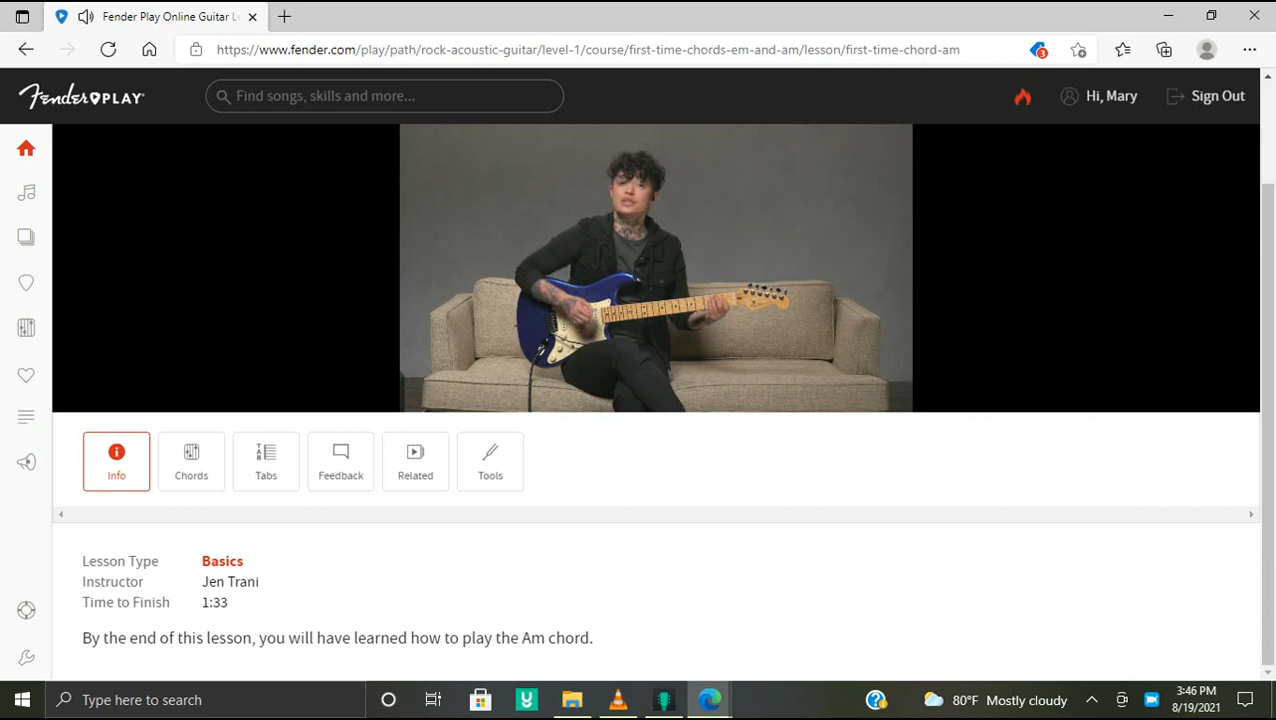 Fender Play Online Guitar L
https://www.fender.com/play/path/rock-acoustic-guitar/level-1/course/first-time-chords-em-and-am/lesson/first-time-chord-am
3
Fender PLAY
Find songs, skills and more...
Hi, Mary
Sign Out
Info
Chords
TAB
Tabs
Feedback
Related
Tools
Lesson Type Basics
Instructor Jen Trani
Time to Finish 1:33
By the end of this lesson, you will have learned how to play the Am chord.
Type here to search
80°F Mostly cloudy
3:46 PM
8/19/2021